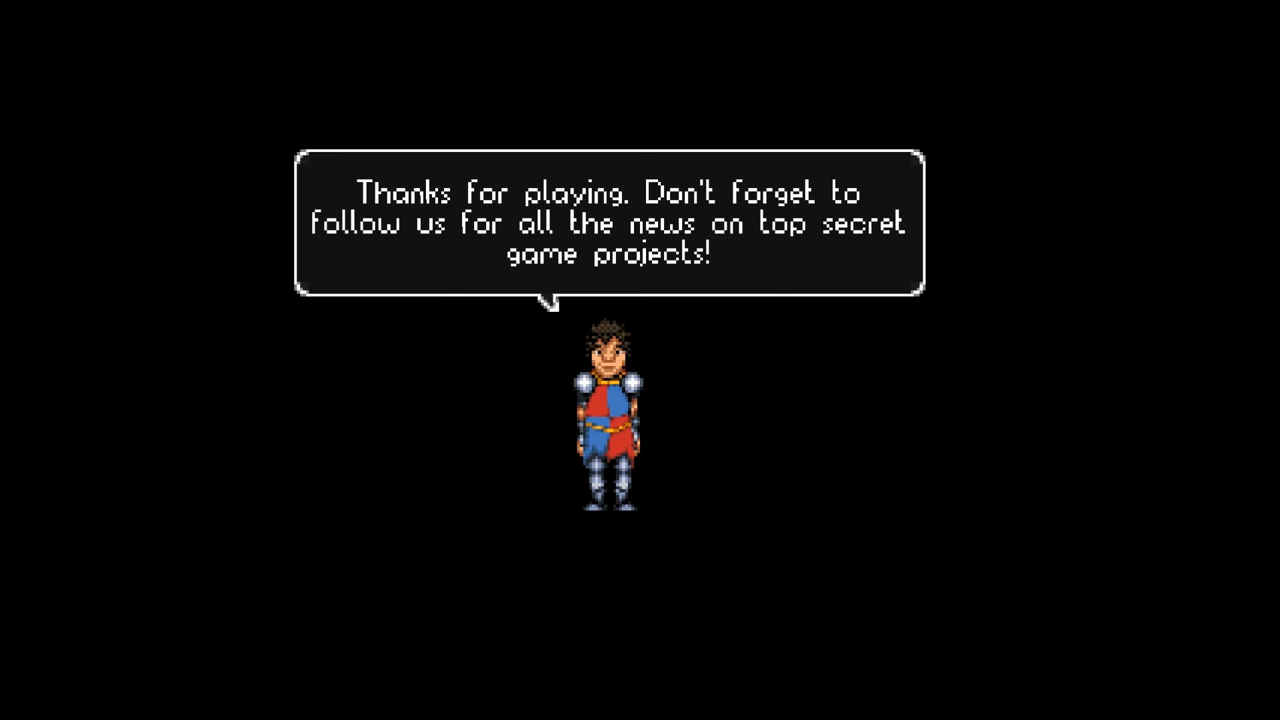 Thanks for playing. Don't forget to
follow us for all the news on top secret
game projects!